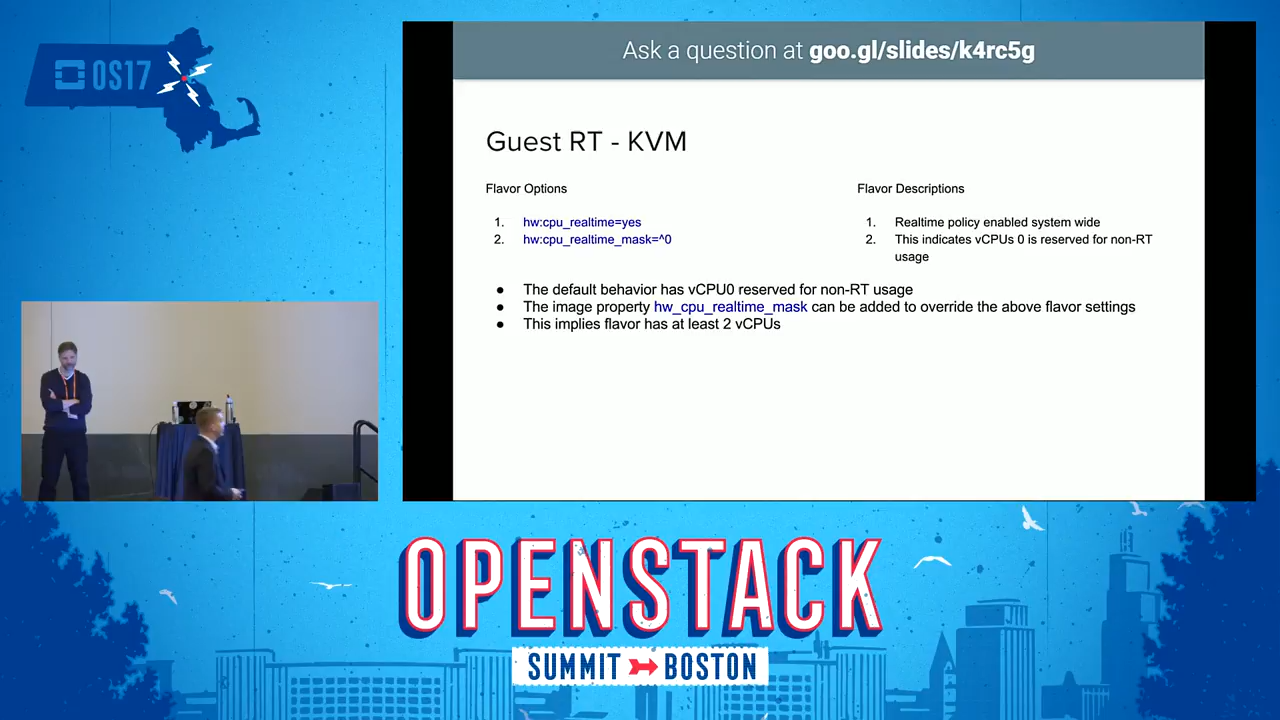 OS17
Ask a question at goo.gl/slides/k4rc5g
Guest RT - KVM
Flavor Options
1. hw:cpu_realtime=yes
2. hw:cpu_realtime_mask=^0
Flavor Descriptions
1. Realtime policy enabled system wide
2. This indicates vCPUs 0 is reserved for non-RT
usage
● The default behavior has vCPU0 reserved for non-RT usage
● The image property hw_cpu_realtime_mask can be added to override the above flavor settings
● This implies flavor has at least 2 vCPUs
OPENSTACK
SUMMIT BOSTON